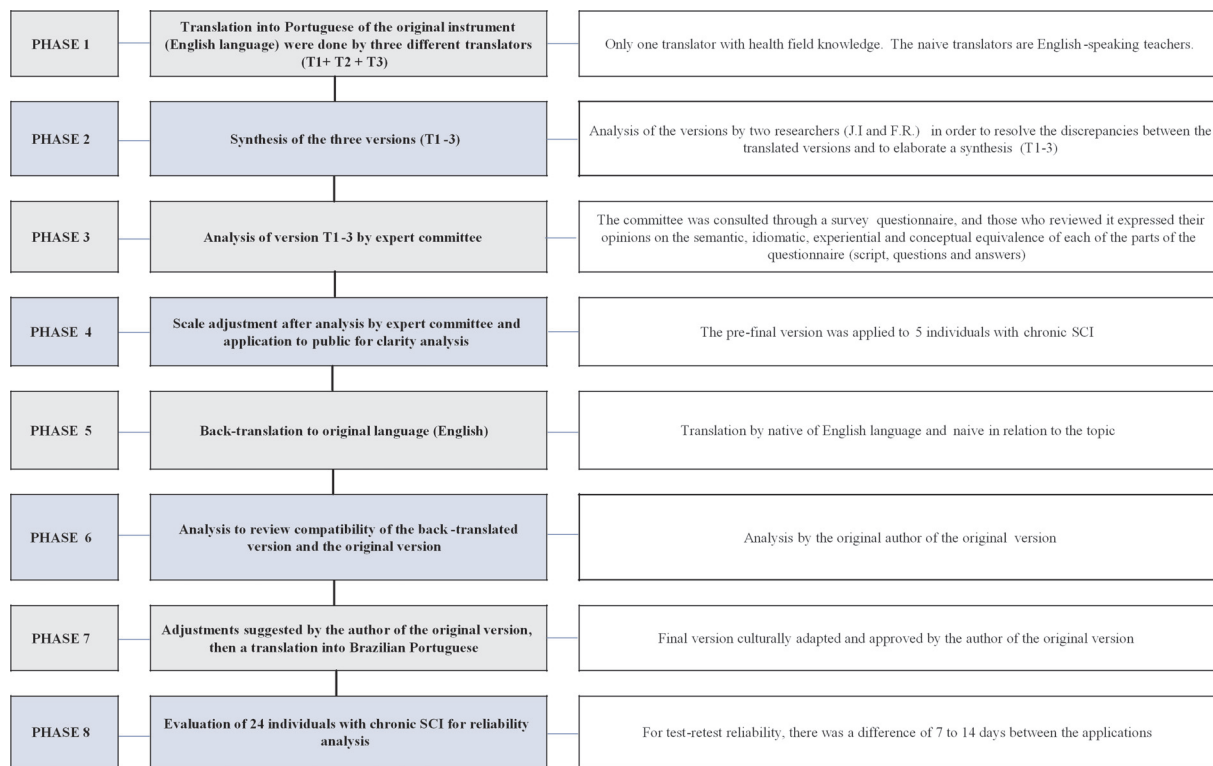 PHASE 1
Translation into Portuguese of the original instrument
(English language) were done by three different translators
(T1+ T2 + T3)
Only one translator with health field knowledge. The naive translators are English-speaking teachers.
PHASE 2
Synthesis of the three versions (T1-3)
Analysis of the versions by two researchers (J.I and F.R.) in order to resolve the discrepancies between the
translated versions and to elaborate a synthesis (T1-3)
PHASE 3
Analysis of version T1-3 by expert committee
The committee was consulted through a survey questionnaire, and those who reviewed it expressed their
opinions on the semantic, idiomatic, experiential and conceptual equivalence of each of the parts of the
questionnaire (script, questions and answers)
PHASE 4
Scale adjustment after analysis by expert committee and
application to public for clarity analysis
The pre-final version was applied to 5 individuals with chronic SCI
PHASE 5
Back-translation to original language (English)
Translation by native of English language and naive in relation to the topic
PHASE 6
Analysis to review compatibility of the back-translated
version and the original version
Analysis by the original author of the original version
PHASE 7
Adjustments suggested by the author of the original version,
then a translation into Brazilian Portuguese
Final version culturally adapted and approved by the author of the original version
PHASE 8
Evaluation of 24 individuals with chronic SCI for reliability
analysis
For test-retest reliability, there was a difference of 7 to 14 days between the applications